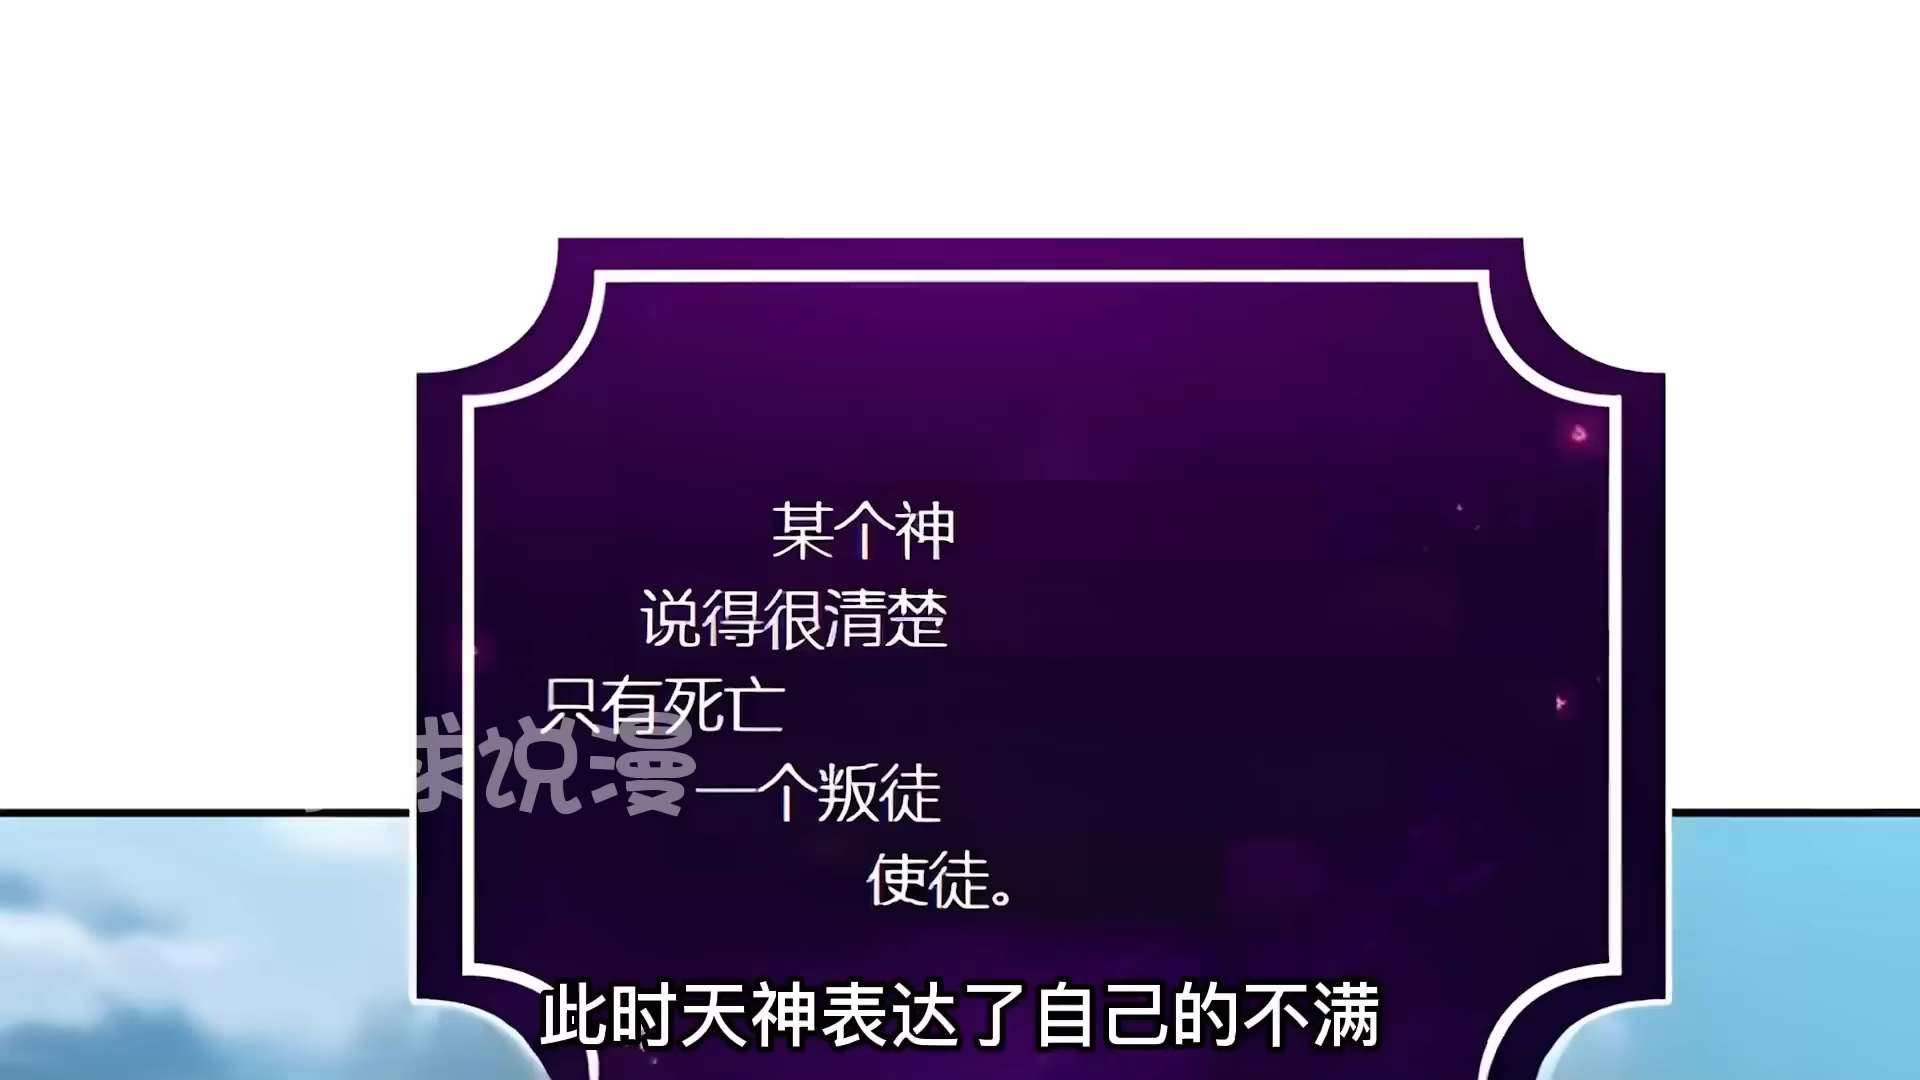 某个神
说得很清楚
只有死亡
一个叛徒
使徒。
球说漫
此时天神表达了自己的不满